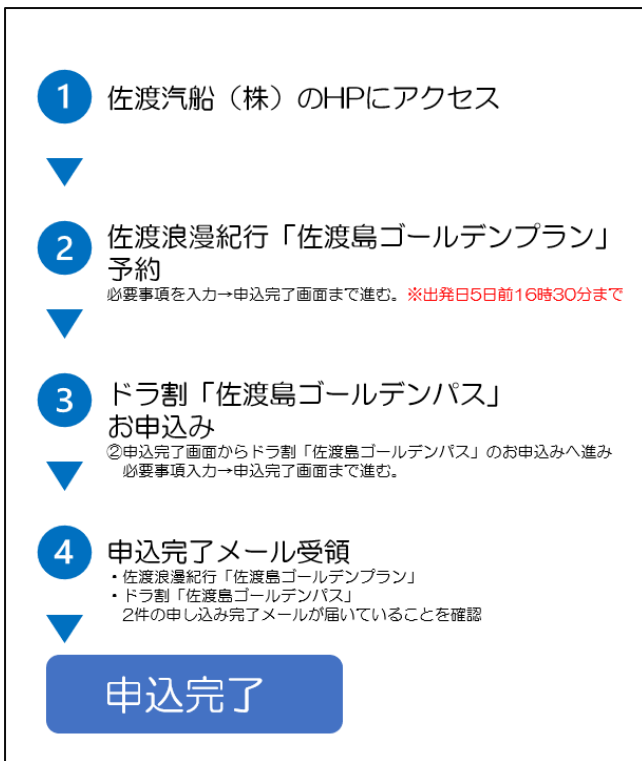 1 佐渡汽船（株）のHPにアクセス
2 佐渡浪漫紀行「佐渡島ゴールデンプラン」
予約
必要事項を入力→申込完了画面まで進む。※出発日5日前16時30分まで
3 ドラ割「佐渡島ゴールデンパス」
お申込み
②申込完了画面からドラ割「佐渡島ゴールデンパス」のお申込みへ進み
必要事項入力→申込完了画面まで進む。
4 申込完了メール受領
・佐渡浪漫紀行「佐渡島ゴールデンプラン」
・ドラ割「佐渡島ゴールデンパス」
2件の申し込み完了メールが届いていることを確認
申込完了